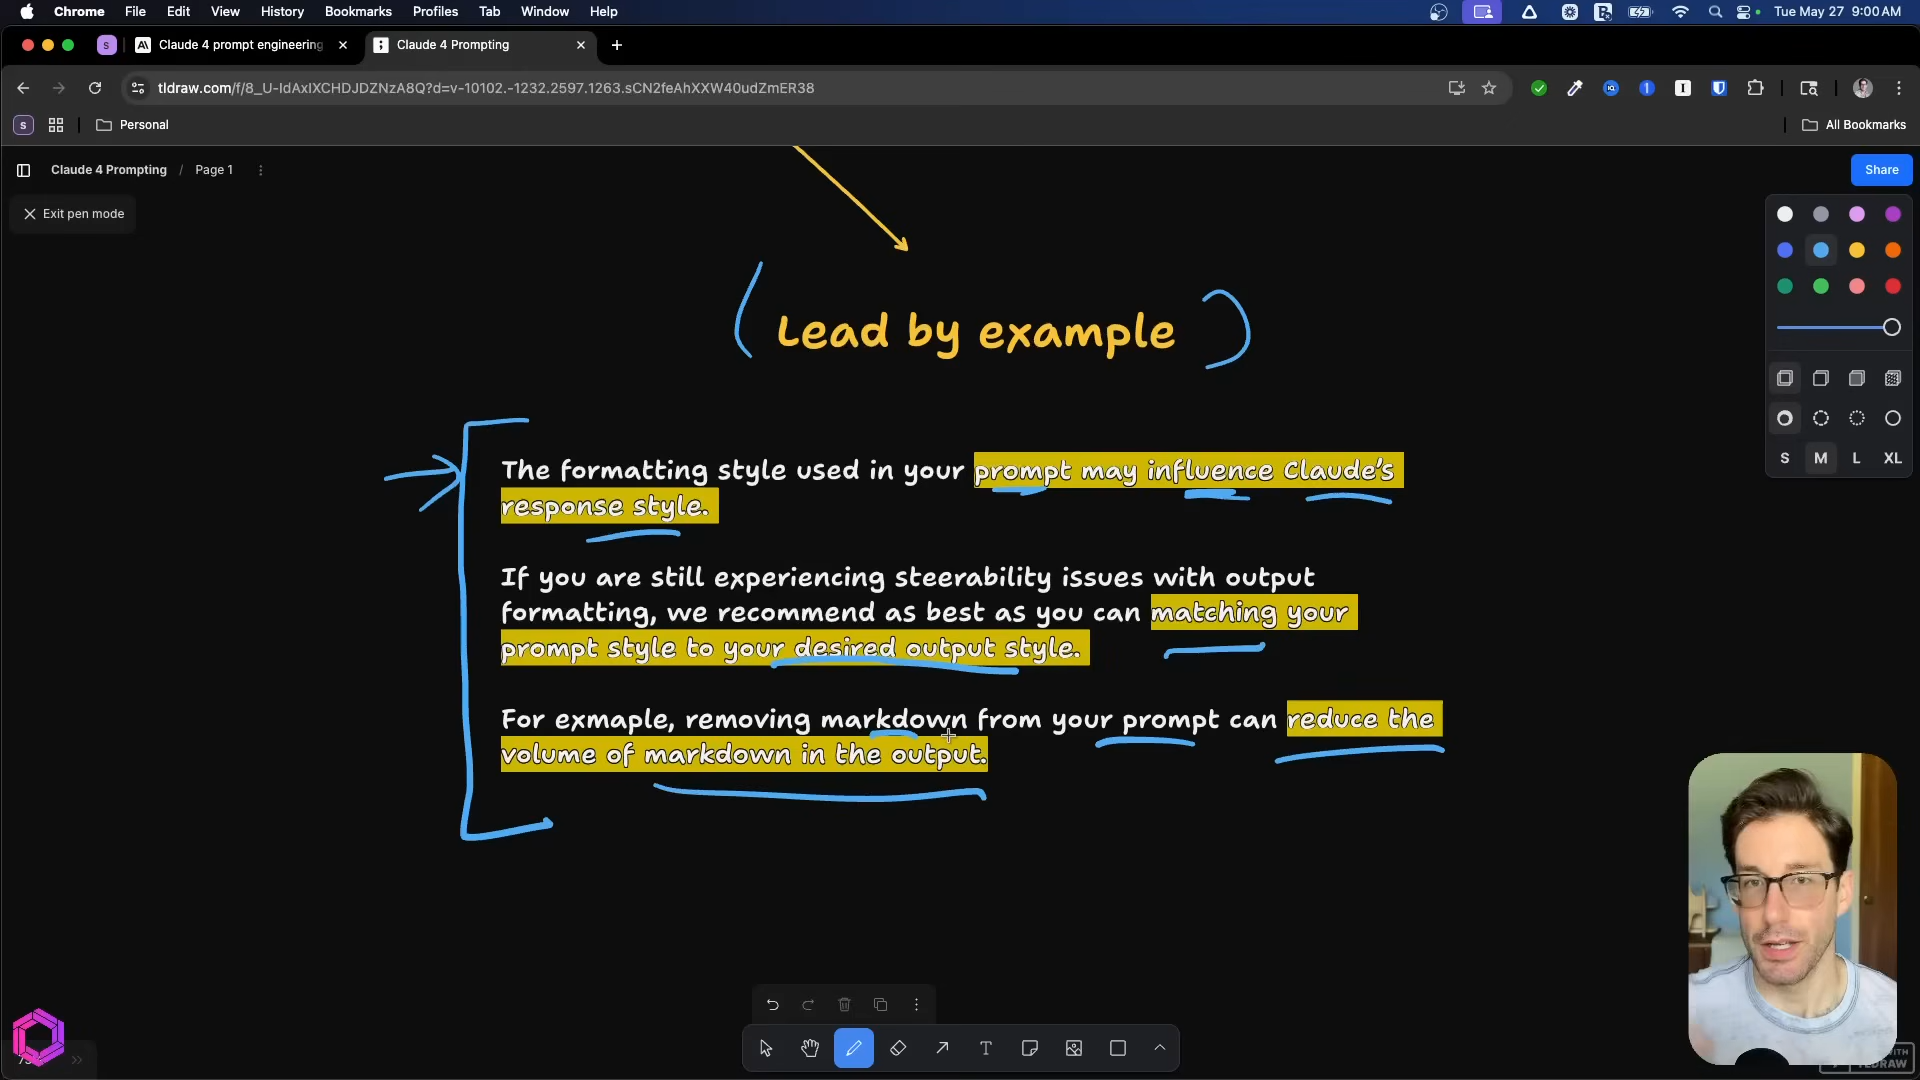 Chrome File Edit View History Bookmarks Profiles Tab Window Help Tue May 27 9:00 AM
Claude 4 prompt engineering Claude 4 Prompting
tldraw.com/f/8_U-IdAxIXCHDJDZNzA8Q?d=v-10102.-1232.2597.1263.sCN2feAhXXW40udZmER38
s Personal All Bookmarks
Claude 4 Prompting / Page 1 Share
Exit pen mode
Lead by example
The formatting style used in your prompt may influence Claude's
response style.
If you are still experiencing steerability issues with output
formatting, we recommend as best as you can matching your
prompt style to your desired output style.
For exmaple, removing markdown from your prompt can reduce the
volume of markdown in the output.
S M L XL